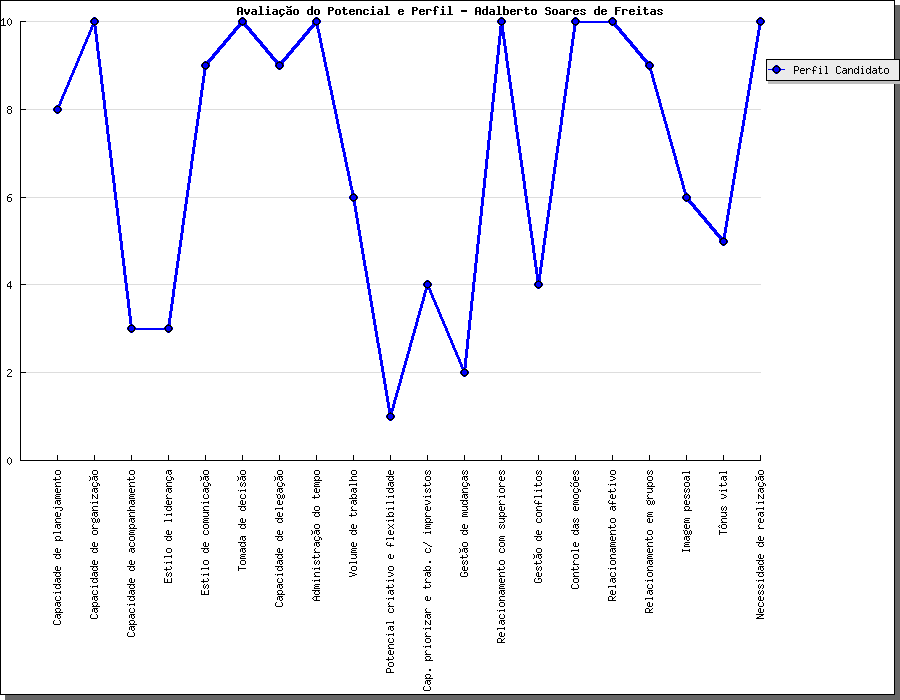 Avaliação do Potencial e Perfil - Adalberto Soares de Freitas
10
8
6
4
2
0
Perfil Candidato
Capacidade de planejamento
Capacidade de organização
Capacidade de acompanhamento
Estilo de liderança
Estilo de comunicação
Tomada de decisão
Capacidade de delegação
Administração do tempo
Volume de trabalho
Potencial criativo e flexibilidade
Cap. priorizar e trab. c/ imprevistos
Gestão de mudanças
Relacionamento com superiores
Gestão de conflitos
Controle das emoções
Relacionamento afetivo
Relacionamento em grupos
Imagem pessoal
Tônus vital
Necessidade de realização